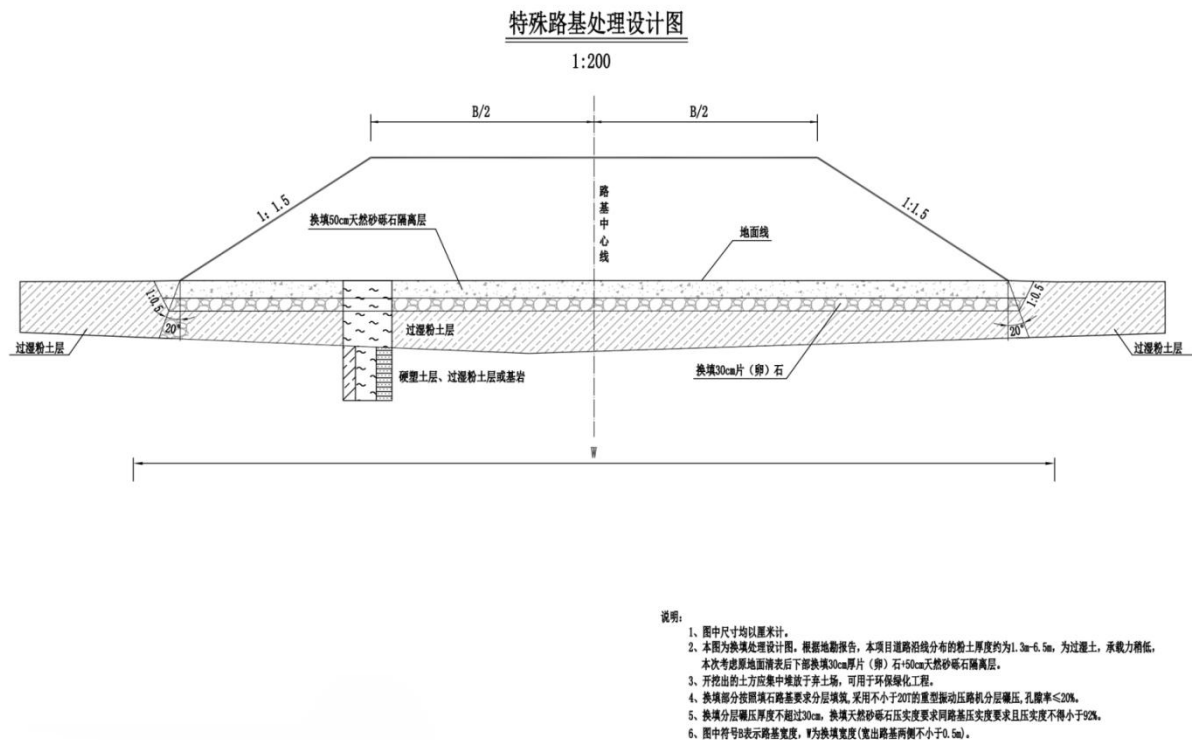 特殊路基处理设计图
1:200
B/2
B/2
路基中心线
1: 1.5
1:1.5
换填50cm天然砂砾石隔离层
地面线
1:0.5
1:0.5
20°
20°
过湿粉土层
过湿粉土层
过湿粉土层
硬塑土层、过湿粉土层或基岩
换填30cm片（卵）石
W
说明:
1、图中尺寸均以厘米计。
2、本图为换填处理设计图。根据地勘报告，本项目道路沿线分布的粉土厚度约为1.3m-6.5m，为过湿土，承载力稍低，
本次考虑原地面清表后下部换填30cm厚片（卵）石+50cm天然砂砾石隔离层。
3、开挖出的土方应集中堆放于弃土场，可用于环保绿化工程。
4、换填部分按照填石路基要求分层填筑,采用不小于20T的重型振动压路机分层碾压,孔隙率≤20%。
5、换填分层碾压厚度不超过30cm，换填天然砂砾石压实度要求同路基压实度要求且压实度不得小于92%。
6、图中符号B表示路基宽度，W为换填宽度(宽出路基两侧不小于0.5m)。